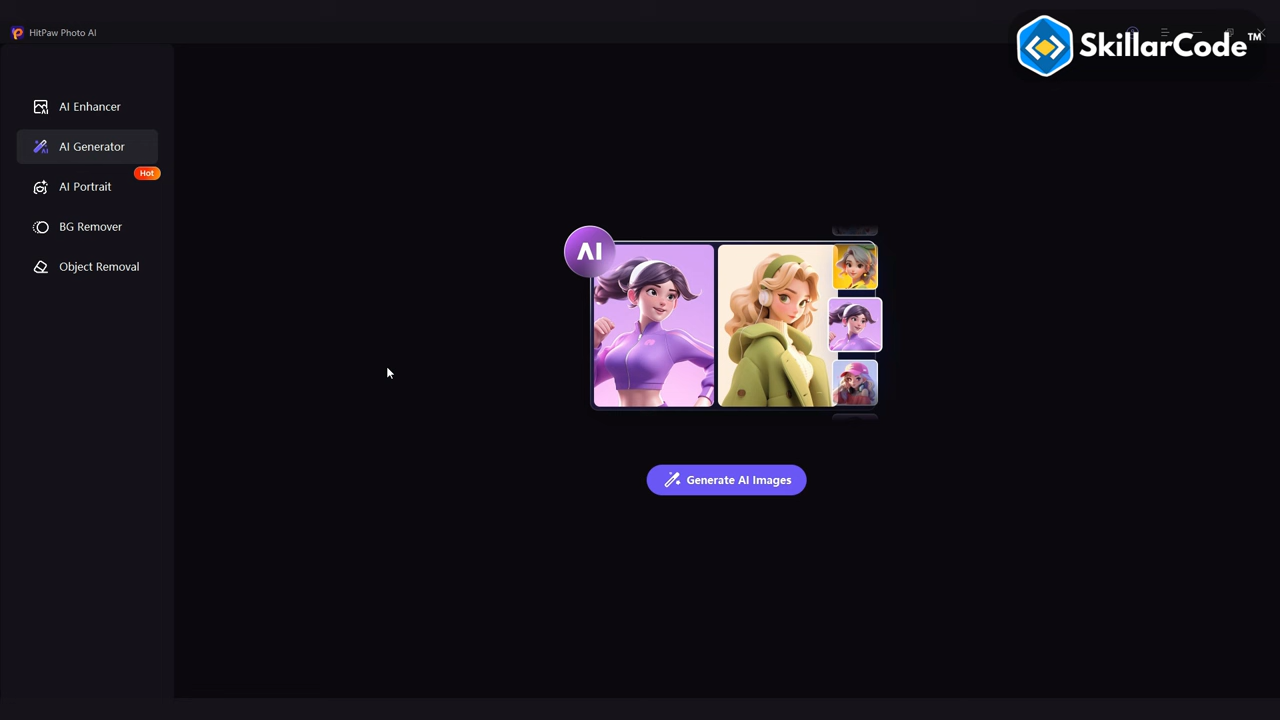 HitPaw Photo AI
SkillarCode™
AI Enhancer
AI Generator
Hot
AI Portrait
BG Remover
Object Removal
AI
Generate AI Images